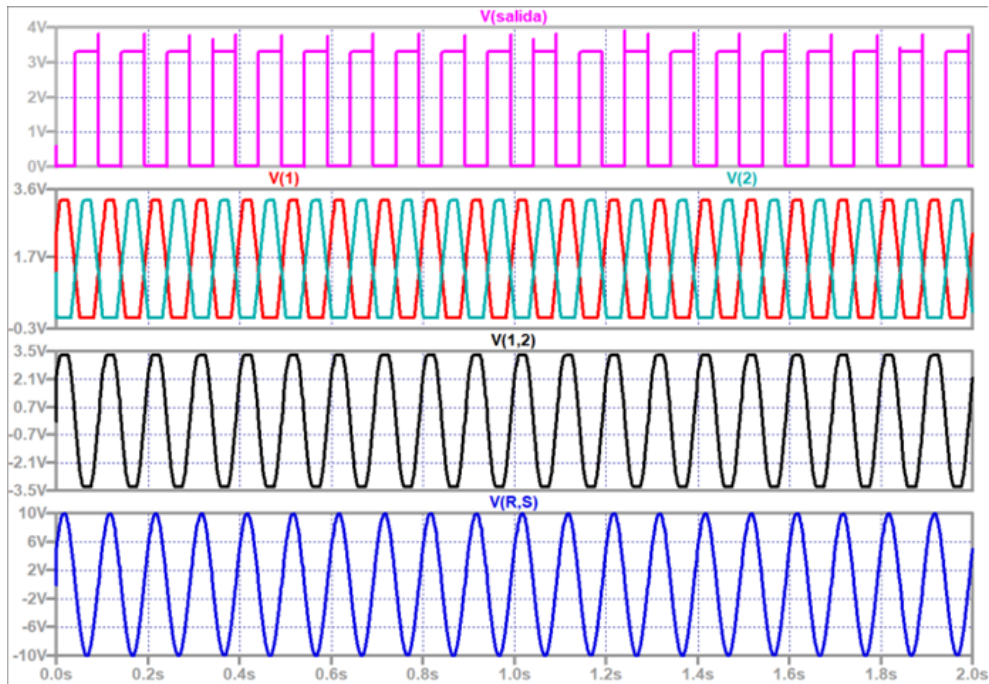 V(salida)
4V
3V
2V
1V
0V
V(1) V(2)
3.6V
1.7V
-0.3V
V(1,2)
3.5V
2.1V
0.7V
-0.7V
-2.1V
-3.5V
V(R,S)
10V
6V
2V
-2V
-6V
-10V
0.0s 0.2s 0.4s 0.6s 0.8s 1.0s 1.2s 1.4s 1.6s 1.8s 2.0s